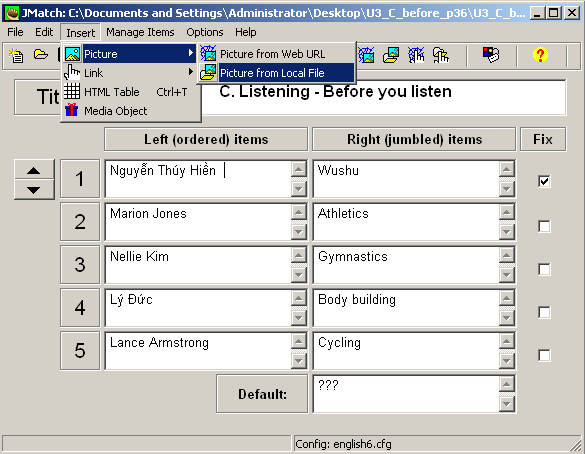 JMatch: C:\Documents and Settings\Administrator\Desktop\U3_C_before_p36\U3_C_b...
File Edit Insert Manage Items Options Help
Picture
Link
HTML Table Ctrl+T
Media Object
Picture from Web URL
Picture from Local File
Tit
C. Listening - Before you listen
Left (ordered) items Right (jumbled) items Fix
1 Nguyễn Thúy Hiền Wushu
2 Marion Jones Athletics
3 Nellie Kim Gymnastics
4 Lý Đức Body building
5 Lance Armstrong Cycling
Default: ???
Config: english6.cfg